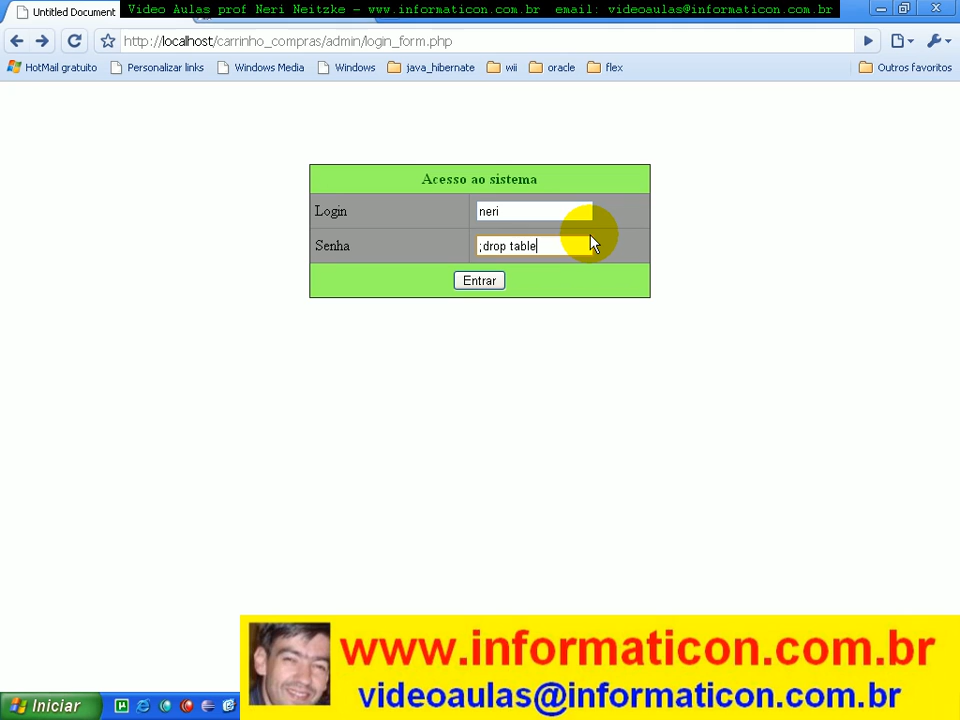 Untitled Document
Video Aulas prof Neri Neitzke – www.informaticon.com.br email: videoaulas@informaticon.com.br
http://localhost/carrinho_compras/admin/login_form.php
HotMail gratuito Personalizar links Windows Media Windows java_hibernate wii oracle flex Outros favoritos
Acesso ao sistema
Login neri
Senha ;drop table
Entrar
www.informaticon.com.br
videoaulas@informaticon.com.br
Iniciar